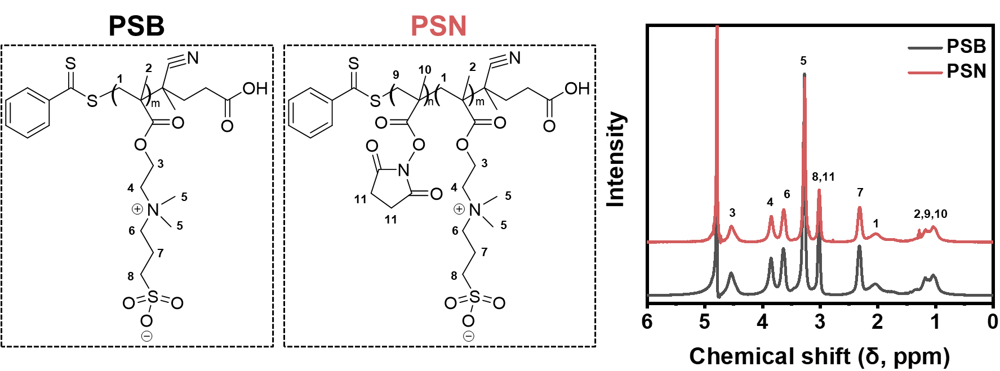 PSB
PSN
S
N
1
2
OH
S
m
O
O
O
3
4
⊕
N
5
5
6
7
8
O
S
O
O
⊖
S
N
9
10
1
2
OH
S
n
m
O
O
O
O
O
O
N
O
11
11
3
4
⊕
N
5
5
6
7
8
O
S
O
O
⊖
PSB
PSN
5
8,11
3
4
6
7
1
2,9,10
Intensity
6 5 4 3 2 1 0
Chemical shift (δ, ppm)